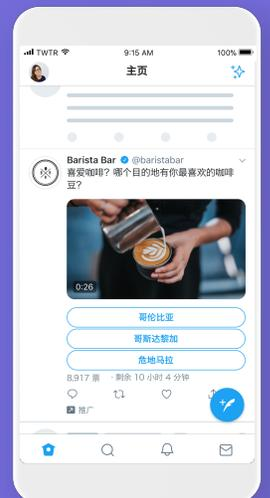 TWTR 9:15 AM 100%
主页
Barista Bar @baristabar
喜爱咖啡？哪个目的地有你最喜欢的咖啡
豆？
0:26
哥伦比亚
哥斯达黎加
危地马拉
8,917 票 · 剩余 10 小时 4 分钟
推广